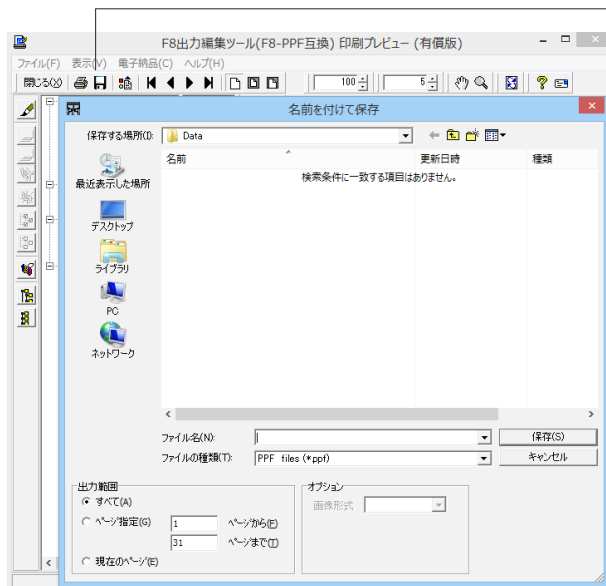 F8出力編集ツール(F8-PPF互換) 印刷プレビュー (有償版)
ファイル(F) 表示(V) 電子納品(C) ヘルプ(H)
閉じる(X) 100 5
名前を付けて保存
保存する場所(I): Data
名前 更新日時 種類
検索条件に一致する項目はありません。
最近表示した場所
デスクトップ
ライブラリ
PC
ネットワーク
ファイル名(N): 保存(S)
ファイルの種類(T): PPF files (*ppf) キャンセル
出力範囲
すべて(A)
ページ指定(G) 1 ページから(F)
31 ページまで(T)
現在のページ(E)
オプション
画像形式